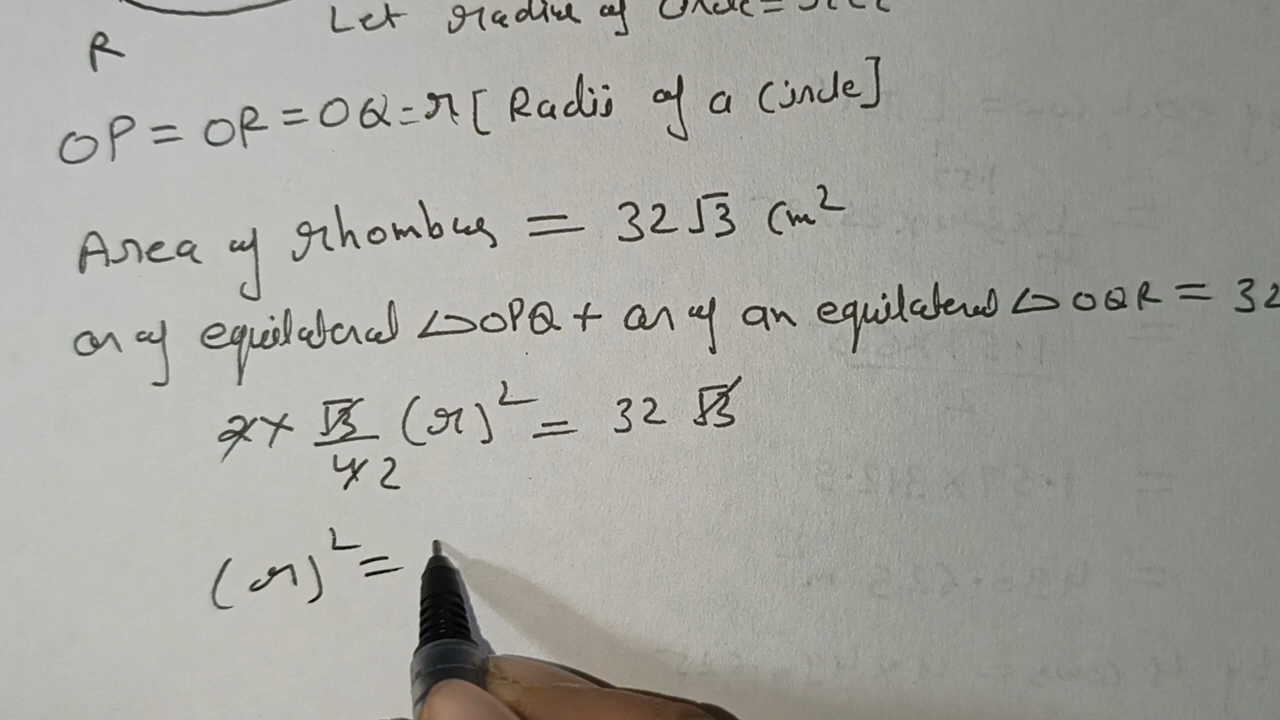 Let radius of Circle =
R
OP = OR = OQ = r [ Radii of a Circle]
Area of rhombus = 32√3 Cm²
ar of equilateral △OPQ + ar of an equilateral △OQR = 32
2 × √3/4 2 (r)² = 32 √3
(r)² =